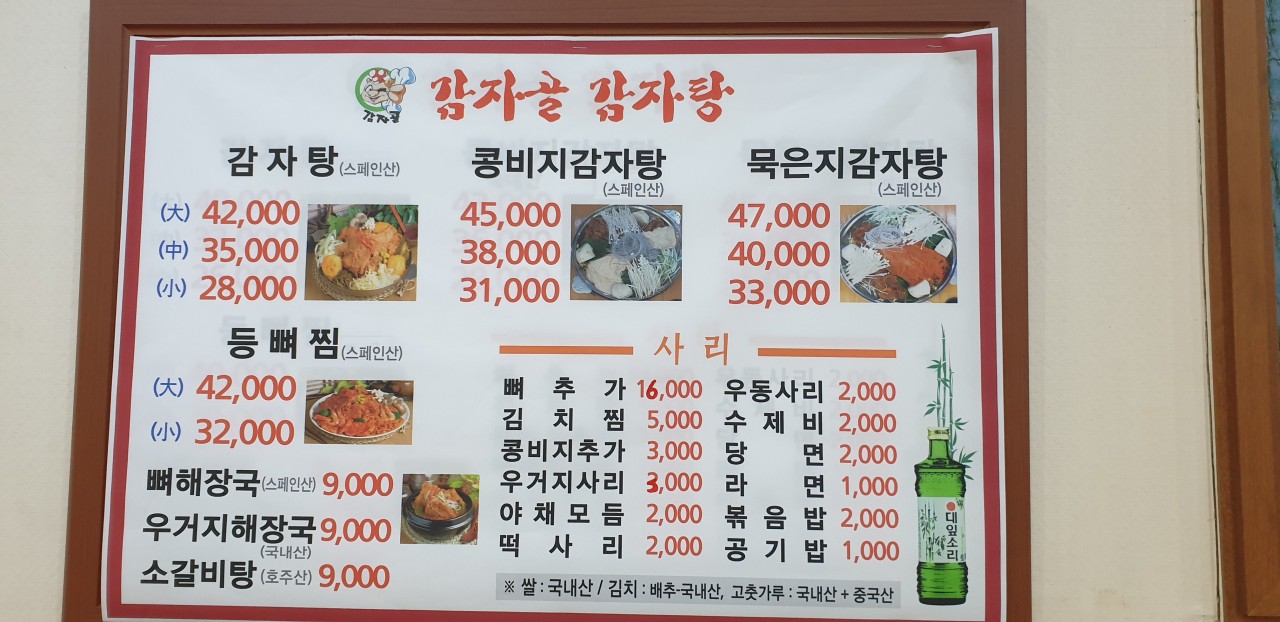 감자골
감자골 감자탕
감자탕(스페인산)
(大) 42,000
(中) 35,000
(小) 28,000
콩비지감자탕
(스페인산)
45,000
38,000
31,000
묵은지감자탕
(스페인산)
47,000
40,000
33,000
등뼈찜(스페인산)
(大) 42,000
(小) 32,000
뼈해장국(스페인산) 9,000
우거지해장국 9,000
(국내산)
소갈비탕(호주산) 9,000
사리
뼈추가 16,000
김치찜 5,000
콩비지추가 3,000
우거지사리 3,000
야채모듬 2,000
떡사리 2,000
우동사리 2,000
수제비 2,000
당면 2,000
라면 1,000
볶음밥 2,000
공기밥 1,000
대잎소리
※ 쌀 : 국내산 / 김치 : 배추-국내산, 고춧가루 : 국내산 + 중국산